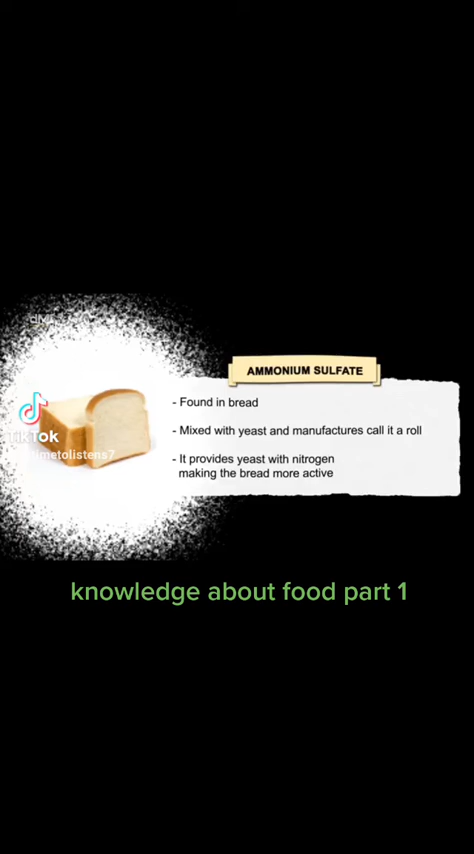 AMMONIUM SULFATE
- Found in bread
- Mixed with yeast and manufactures call it a roll
- It provides yeast with nitrogen
making the bread more active
TikTok
knowledge about food part 1